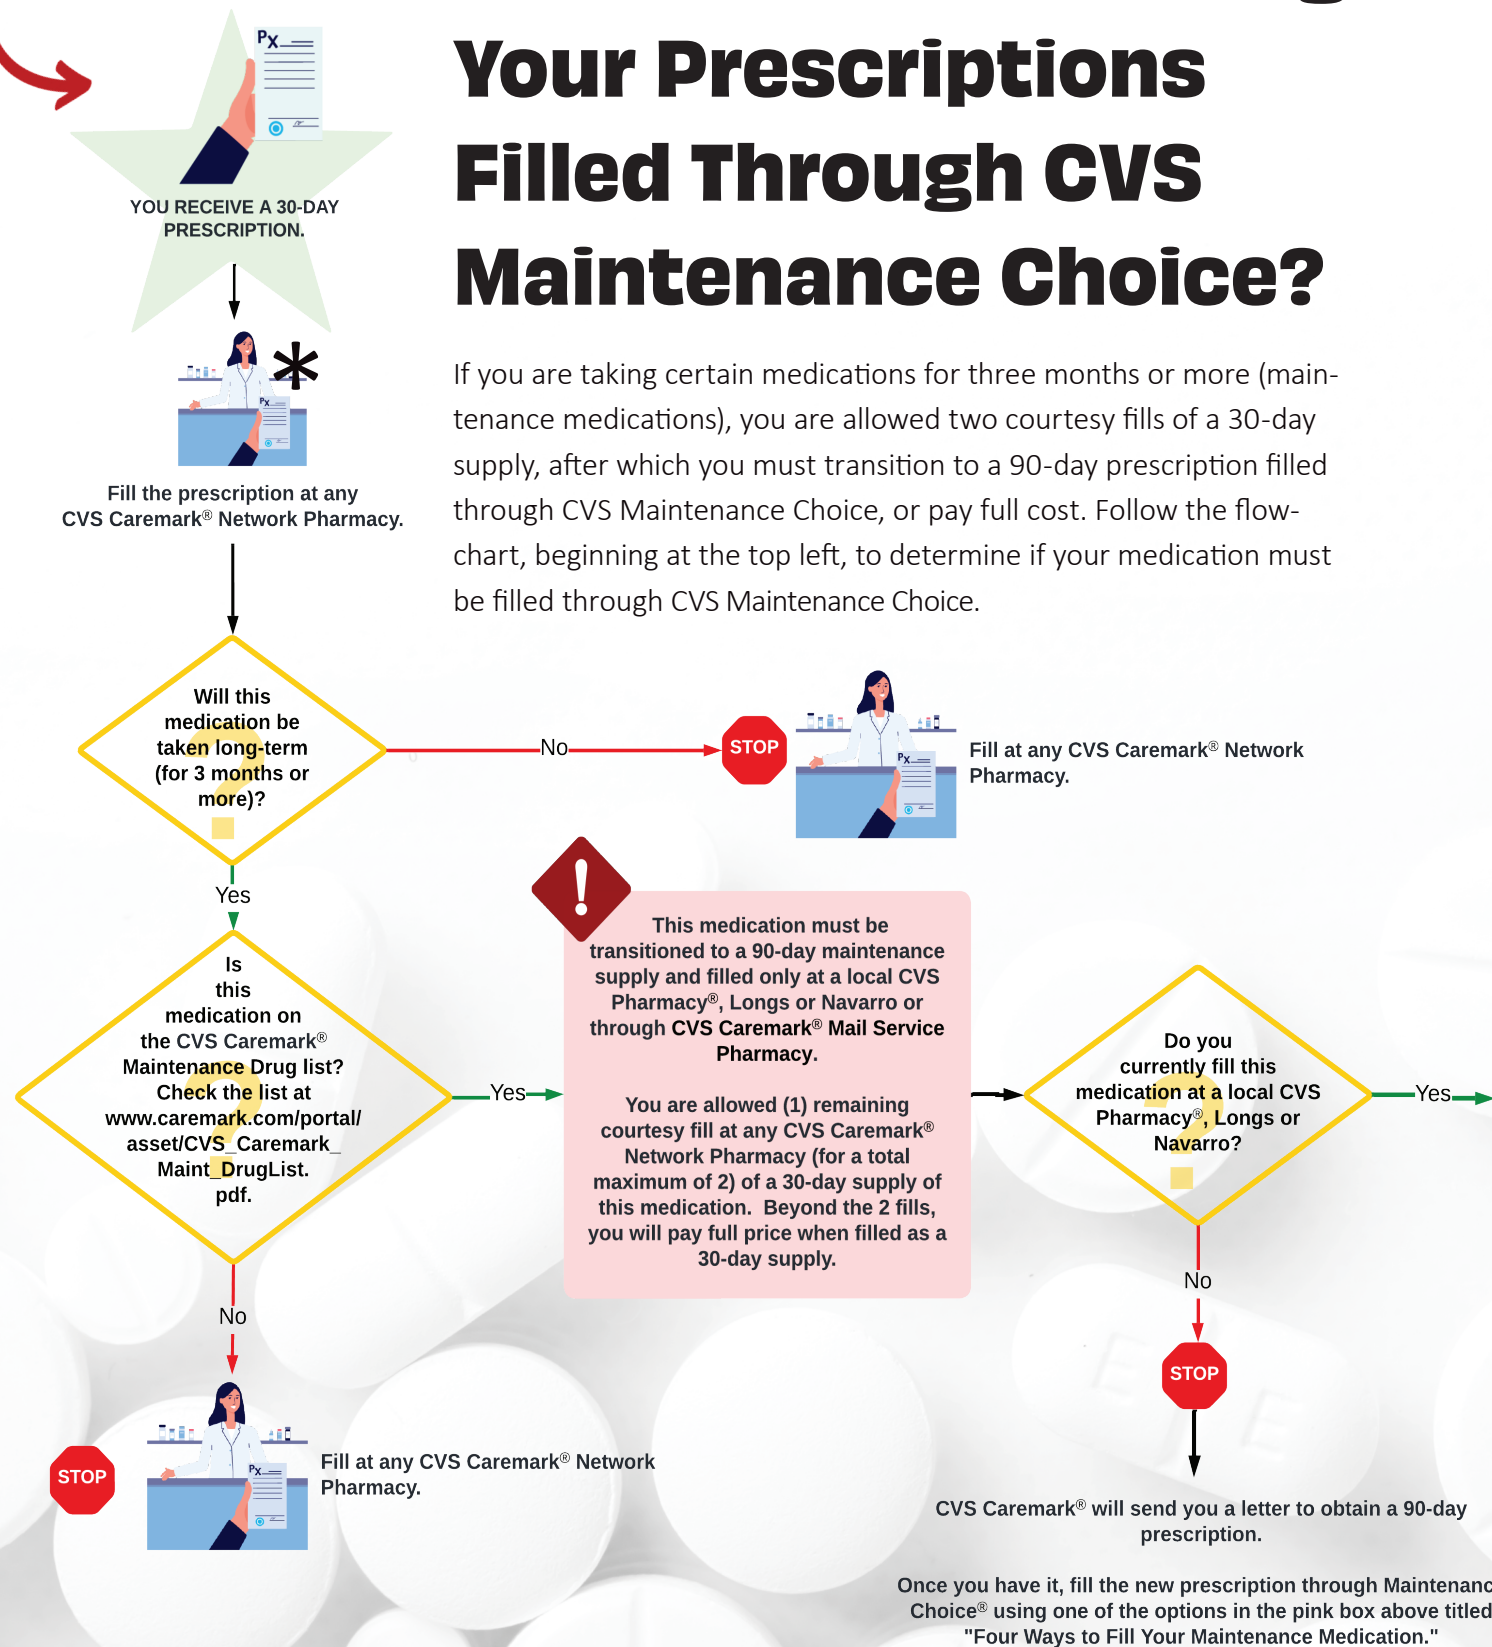 Your Prescriptions
Filled Through CVS
Maintenance Choice?
If you are taking certain medications for three months or more (main-
tenance medications), you are allowed two courtesy fills of a 30-day
supply, after which you must transition to a 90-day prescription filled
through CVS Maintenance Choice, or pay full cost. Follow the flow-
chart, beginning at the top left, to determine if your medication must
be filled through CVS Maintenance Choice.
Px
YOU RECEIVE A 30-DAY
PRESCRIPTION.
*
Px
Fill the prescription at any
CVS Caremark® Network Pharmacy.
Will this
medication be
taken long-term
(for 3 months or
more)?
?
No
STOP
Px
Fill at any CVS Caremark® Network
Pharmacy.
Yes
Is
this
medication on
the CVS Caremark®
Maintenance Drug list?
Check the list at
www.caremark.com/portal/
asset/CVS_Caremark_
Maint_DrugList.
pdf.
?
Yes
!
This medication must be
transitioned to a 90-day maintenance
supply and filled only at a local CVS
Pharmacy®, Longs or Navarro or
through CVS Caremark® Mail Service
Pharmacy.
You are allowed (1) remaining
courtesy fill at any CVS Caremark®
Network Pharmacy (for a total
maximum of 2) of a 30-day supply of
this medication. Beyond the 2 fills,
you will pay full price when filled as a
30-day supply.
Do you
currently fill this
medication at a local CVS
Pharmacy®, Longs or
Navarro?
?
Yes
No
STOP
CVS Caremark® will send you a letter to obtain a 90-day
prescription.
Once you have it, fill the new prescription through Maintenanc
Choice® using one of the options in the pink box above titled
"Four Ways to Fill Your Maintenance Medication."
No
STOP
Px
Fill at any CVS Caremark® Network
Pharmacy.